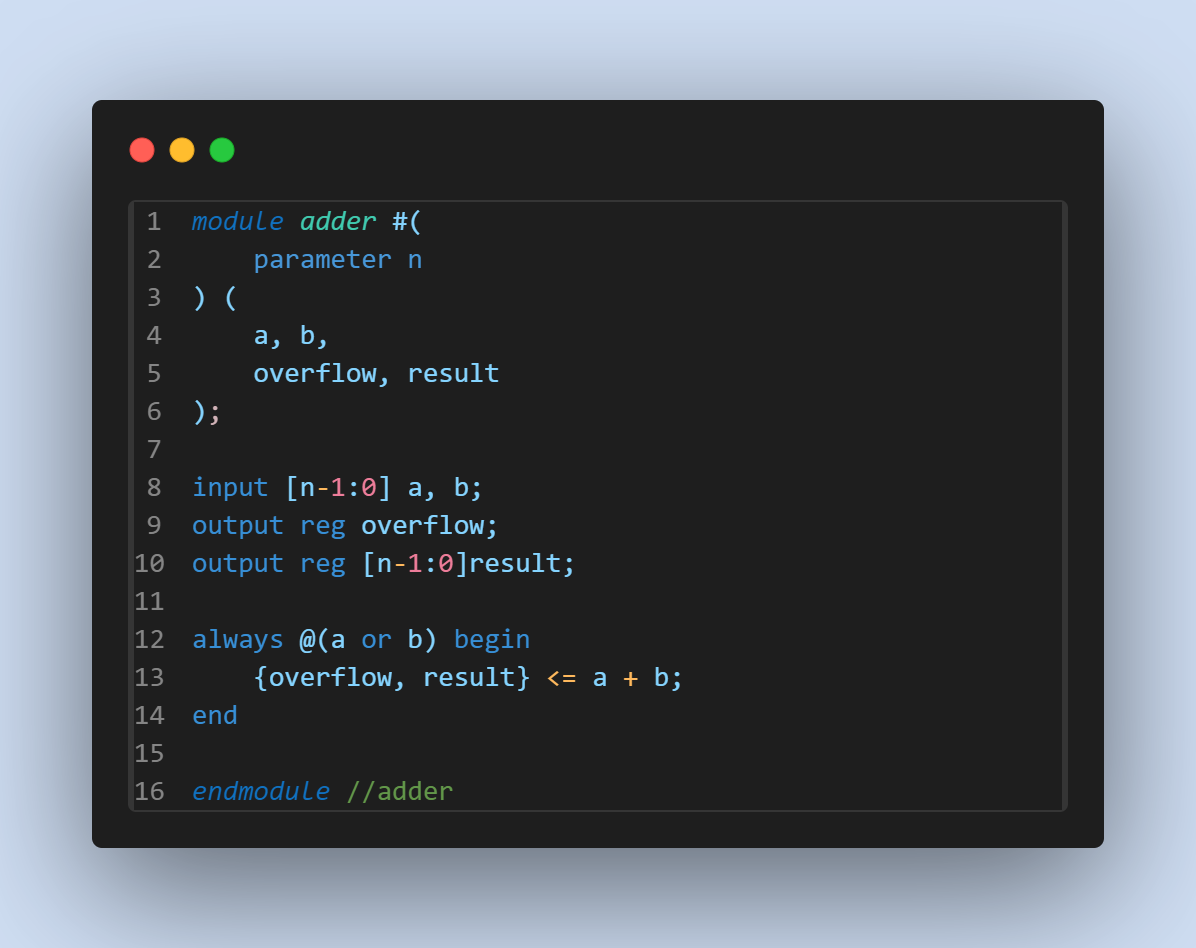 1 module adder #(
2     parameter n
3 ) (
4     a, b,
5     overflow, result
6 );
7
8 input [n-1:0] a, b;
9 output reg overflow;
10 output reg [n-1:0]result;
11
12 always @(a or b) begin
13     {overflow, result} <= a + b;
14 end
15
16 endmodule //adder